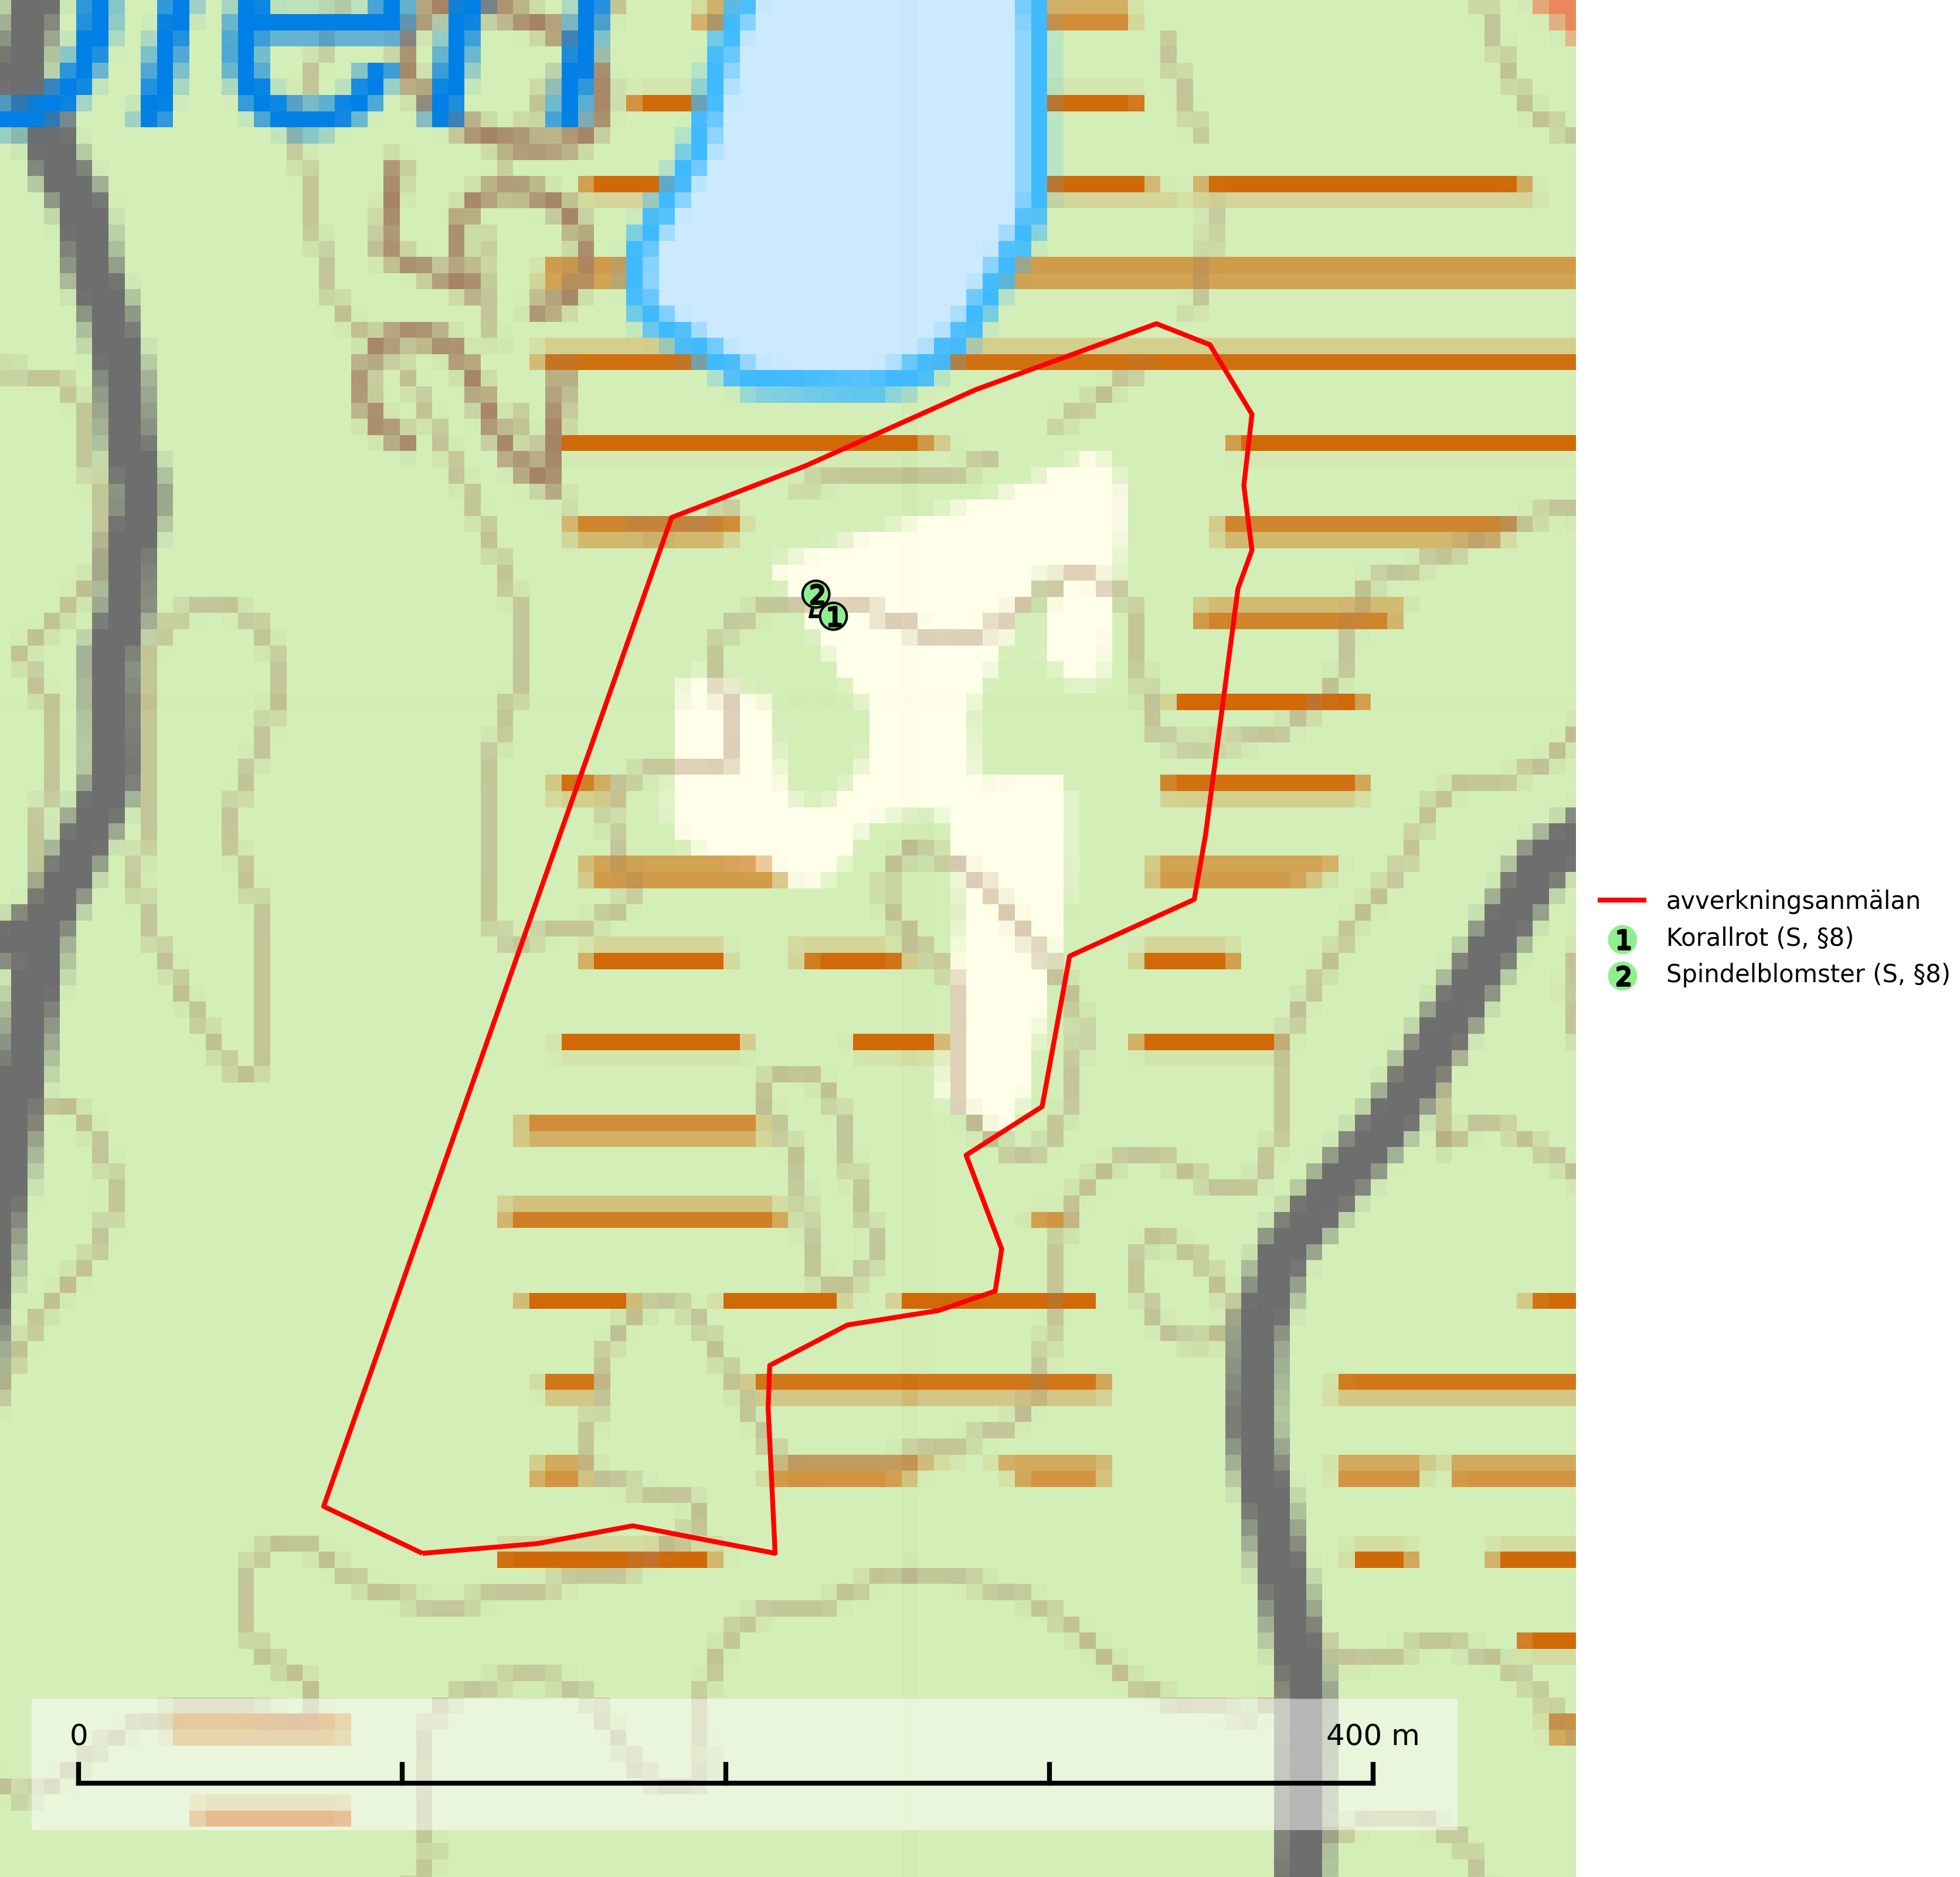 2
1
avverkningsanmälan
1 Korallrot (S, §8)
2 Spindelblomster (S, §8)
0 400 m